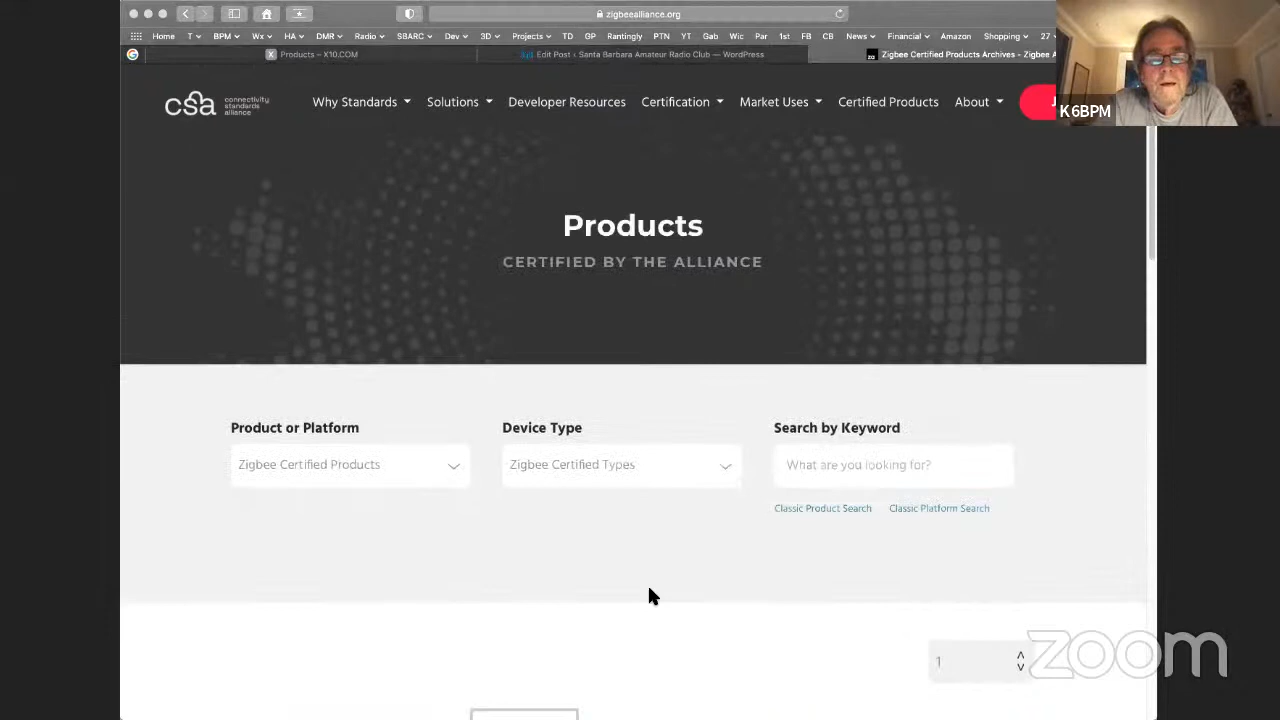 zigbeealliance.org
Home T BPM Wx HA DMR Radio SBARC Dev 3D Projects TD GP Rantingly PTN YT Gab Wic Par 1st FB CB News Financial Amazon Shopping 27
Products – X10.COM
Edit Post ‹ Santa Barbara Amateur Radio Club — WordPress
za Zigbee Certified Products Archives - Zigbee A
csa connectivity standards alliance
Why Standards Solutions Developer Resources Certification Market Uses Certified Products About J
K6BPM
Products
CERTIFIED BY THE ALLIANCE
Product or Platform Device Type Search by Keyword
Zigbee Certified Products Zigbee Certified Types What are you looking for?
Classic Product Search Classic Platform Search
1
zoom